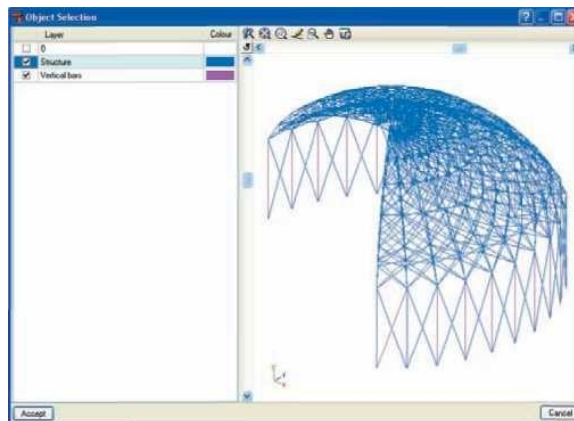 Object Selection
Layer Colour
0
Structure
Vertical bars
Accept
Cancel